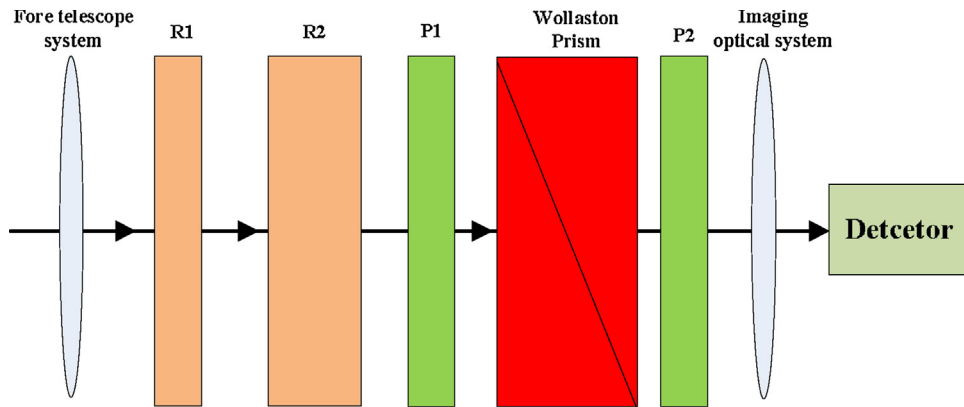 Fore telescope
system
R1
R2
P1
Wollaston
Prism
P2
Imaging
optical system
Detcetor